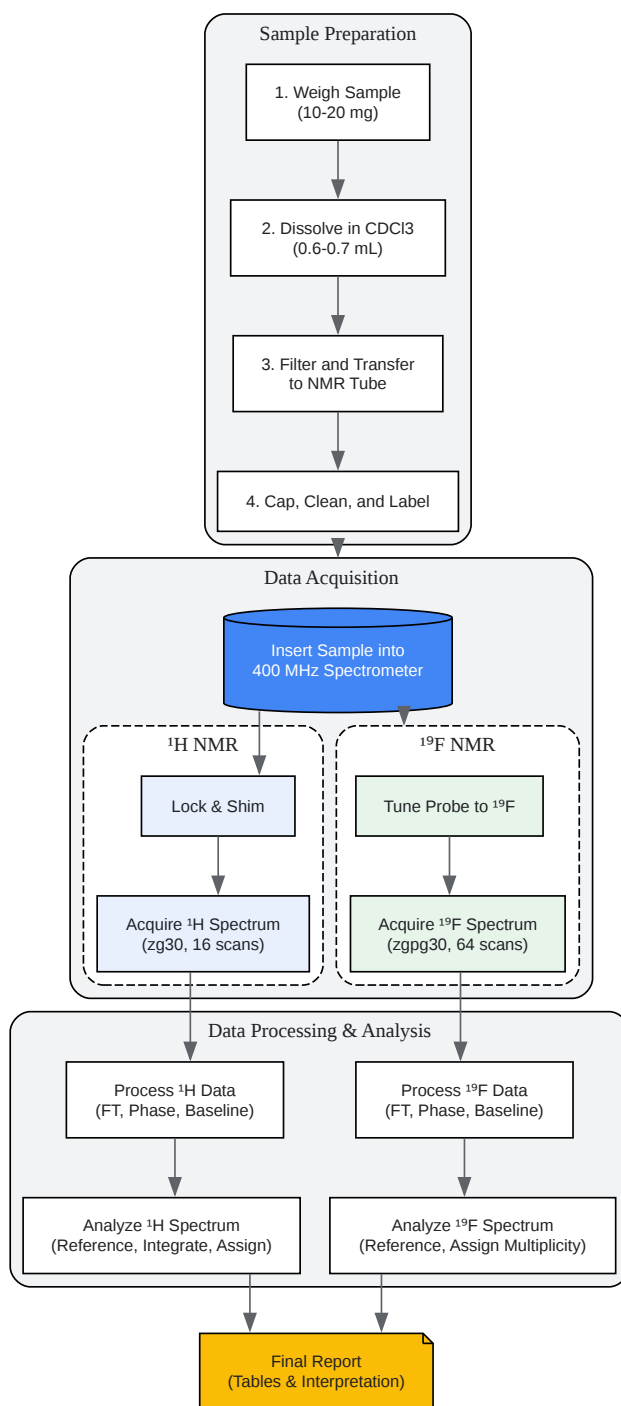 Sample Preparation
1. Weigh Sample
(10-20 mg)
2. Dissolve in CDCl3
(0.6-0.7 mL)
3. Filter and Transfer
to NMR Tube
4. Cap, Clean, and Label
Data Acquisition
Insert Sample into
400 MHz Spectrometer
¹H NMR
Lock & Shim
Acquire ¹H Spectrum
(zg30, 16 scans)
¹⁹F NMR
Tune Probe to ¹⁹F
Acquire ¹⁹F Spectrum
(zgpg30, 64 scans)
Data Processing & Analysis
Process ¹H Data
(FT, Phase, Baseline)
Analyze ¹H Spectrum
(Reference, Integrate, Assign)
Process ¹⁹F Data
(FT, Phase, Baseline)
Analyze ¹⁹F Spectrum
(Reference, Assign Multiplicity)
Final Report
(Tables & Interpretation)